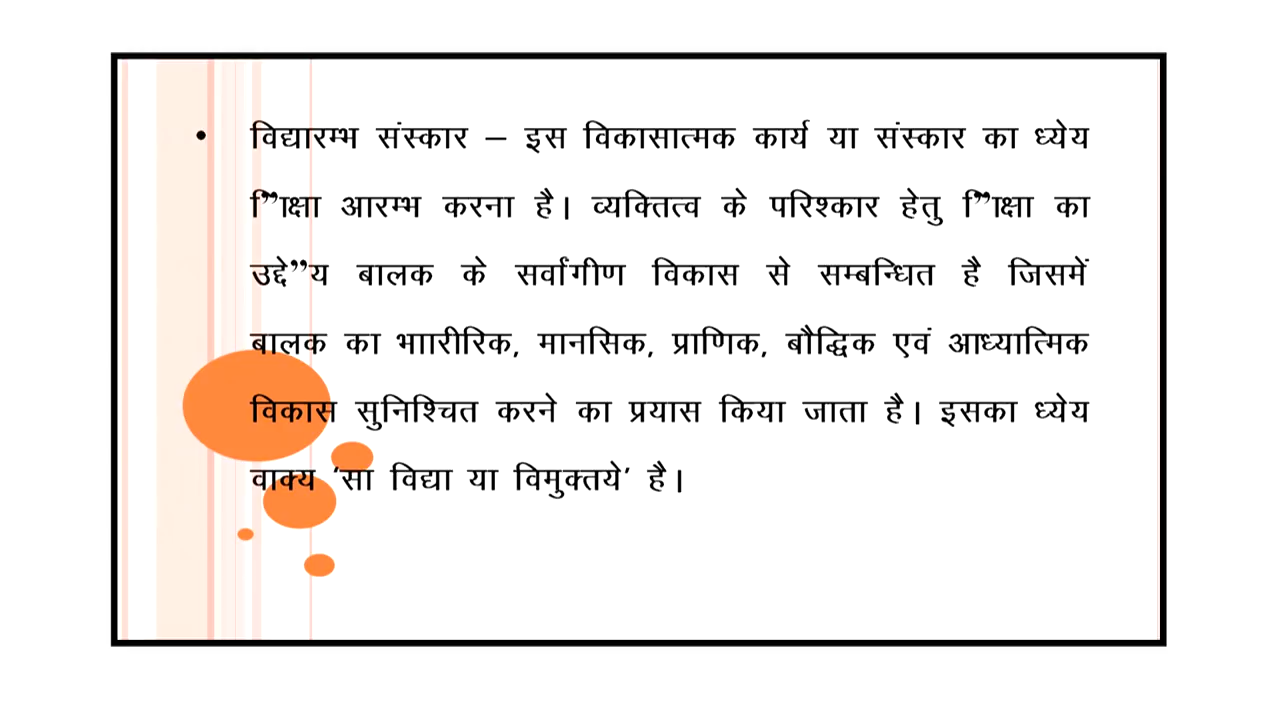 • विद्यारम्भ संस्कार – इस विकासात्मक कार्य या संस्कार का ध्येय
ि”ाक्षा आरम्भ करना है। व्यक्तित्व के परिश्कार हेतु ि”ाक्षा का
उद्दे”य बालक के सर्वांगीण विकास से सम्बन्धित है जिसमें
बालक का भाारीरिक, मानसिक, प्राणिक, बौद्धिक एवं आध्यात्मिक
विकास सुनिश्चित करने का प्रयास किया जाता है। इसका ध्येय
वाक्य ‘सा विद्या या विमुक्तये’ है।